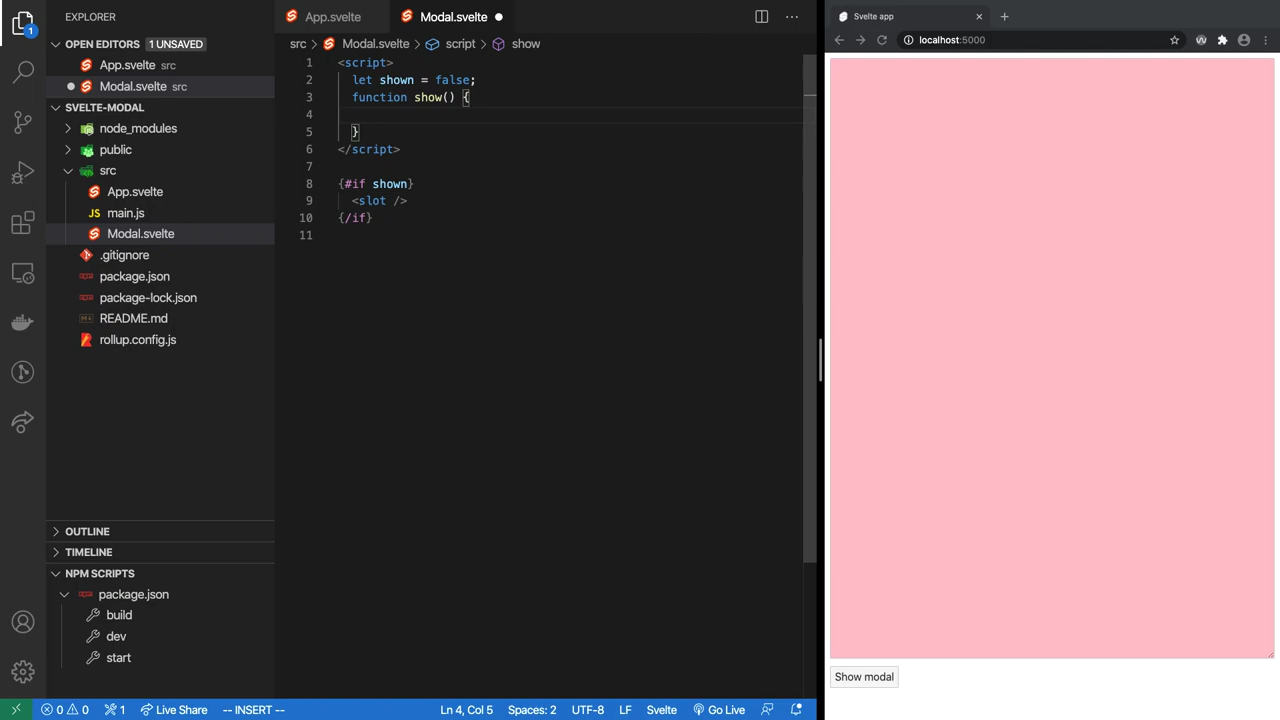 EXPLORER
OPEN EDITORS 1 UNSAVED
App.svelte src
Modal.svelte src
SVELTE-MODAL
node_modules
public
src
App.svelte
JS main.js
Modal.svelte
.gitignore
package.json
package-lock.json
README.md
rollup.config.js
OUTLINE
TIMELINE
NPM SCRIPTS
package.json
build
dev
start
1
App.svelte
Modal.svelte
src > Modal.svelte > script > show
1 <script>
2 let shown = false;
3 function show() {
4
5 }
6 </script>
7
8 {#if shown}
9 <slot />
10 {/if}
11
0 0 1 Live Share -- INSERT -- Ln 4, Col 5 Spaces: 2 UTF-8 LF Svelte Go Live
Svelte app
localhost:5000
Show modal